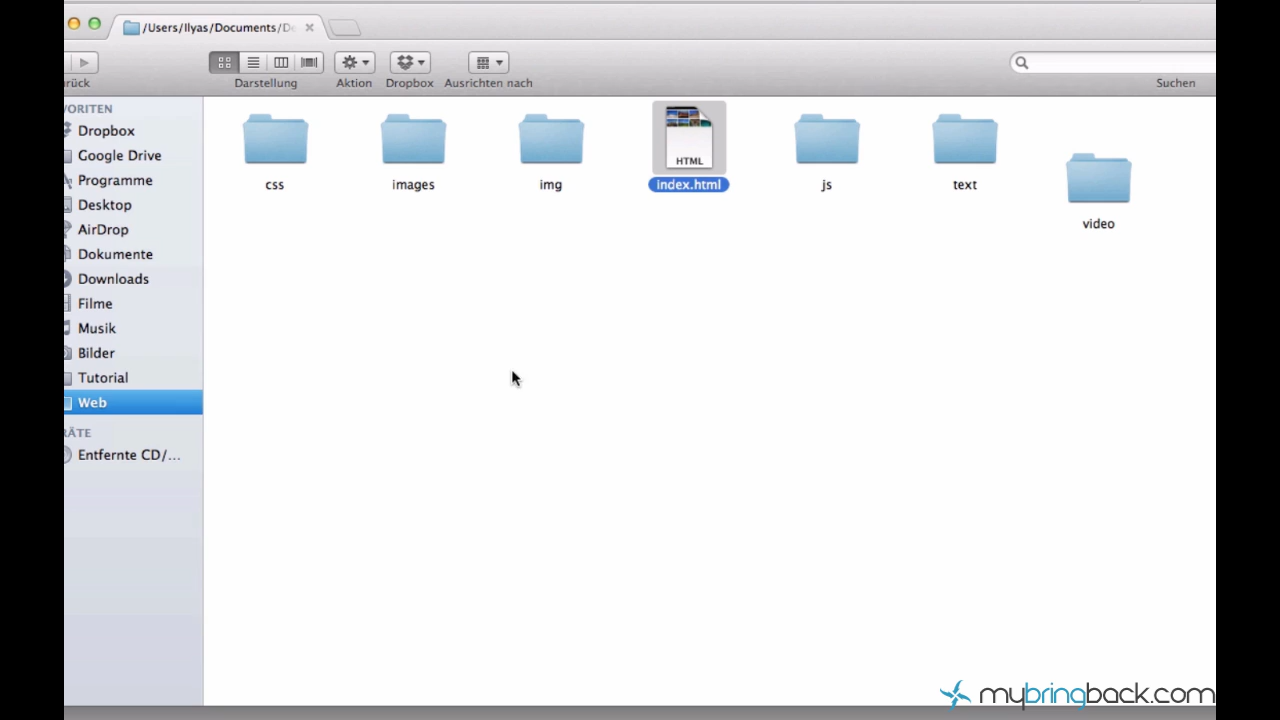 /Users/Ilyas/Documents/De
rück
Darstellung
Aktion
Dropbox
Ausrichten nach
Suchen
VORITEN
Dropbox
Google Drive
Programme
Desktop
AirDrop
Dokumente
Downloads
Filme
Musik
Bilder
Tutorial
Web
RÄTE
Entfernte CD/...
css
images
img
HTML
index.html
js
text
video
mybringback.com